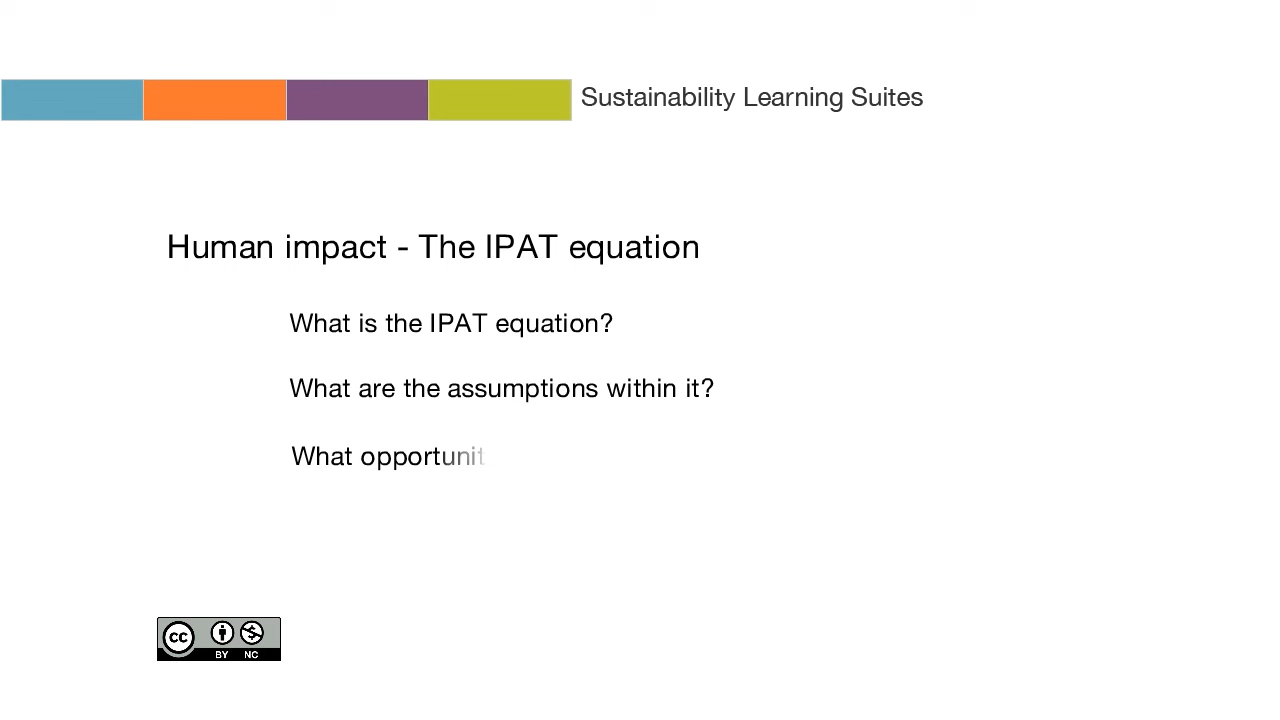 Sustainability Learning Suites
Human impact - The IPAT equation
What is the IPAT equation?
What are the assumptions within it?
What opportunit
CC BY NC